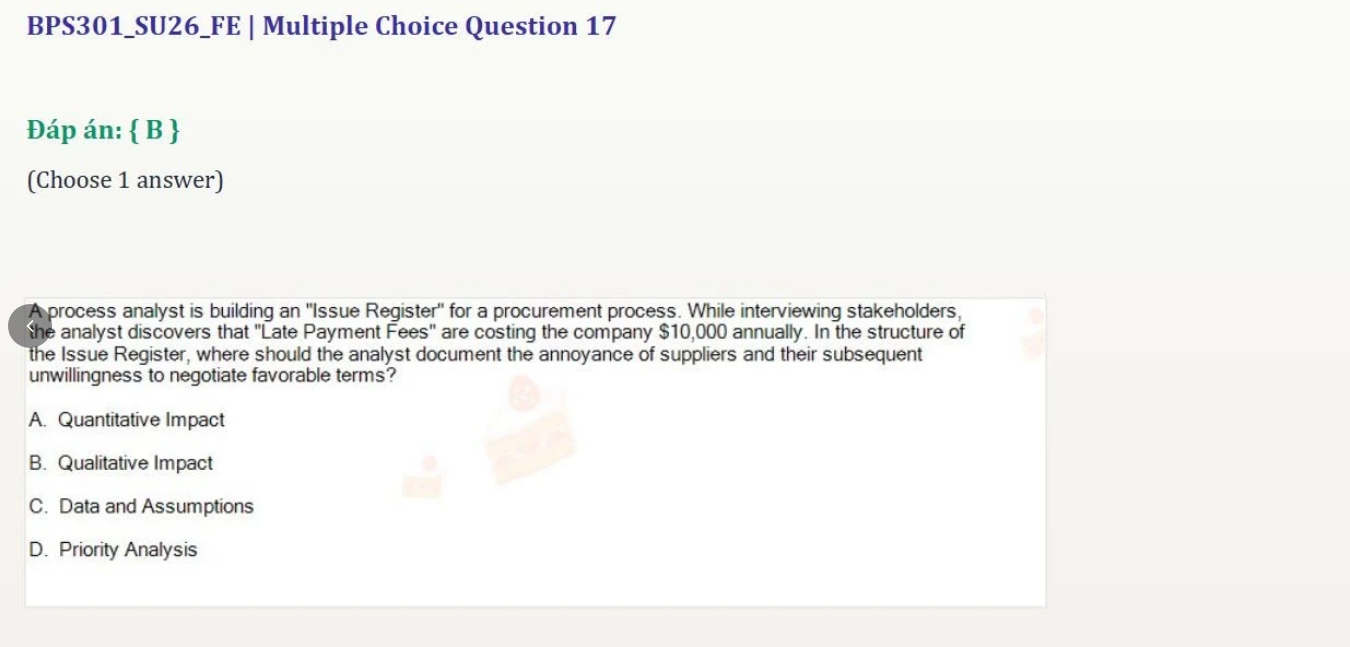 BPS301_SU26_FE | Multiple Choice Question 17
Đáp án: { B }
(Choose 1 answer)
A process analyst is building an "Issue Register" for a procurement process. While interviewing stakeholders,
the analyst discovers that "Late Payment Fees" are costing the company $10,000 annually. In the structure of
the Issue Register, where should the analyst document the annoyance of suppliers and their subsequent
unwillingness to negotiate favorable terms?
A. Quantitative Impact
B. Qualitative Impact
C. Data and Assumptions
D. Priority Analysis